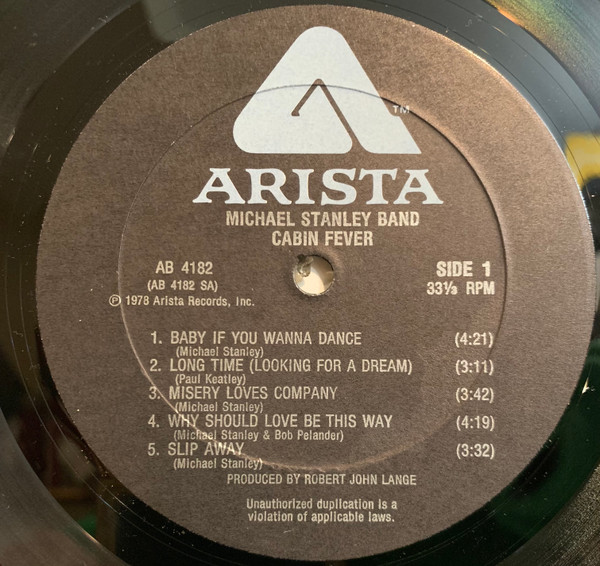 TM
ARISTA
MICHAEL STANLEY BAND
CABIN FEVER
AB 4182 SIDE 1
(AB 4182 SA) 33⅓ RPM
℗ 1978 Arista Records, Inc.
1. BABY IF YOU WANNA DANCE (4:21)
(Michael Stanley)
2. LONG TIME (LOOKING FOR A DREAM) (3:11)
(Paul Keatley)
3. MISERY LOVES COMPANY (3:42)
(Michael Stanley)
4. WHY SHOULD LOVE BE THIS WAY (4:19)
(Michael Stanley & Bob Pelander)
5. SLIP AWAY (3:32)
(Michael Stanley)
PRODUCED BY ROBERT JOHN LANGE
Unauthorized duplication is a
violation of applicable laws.